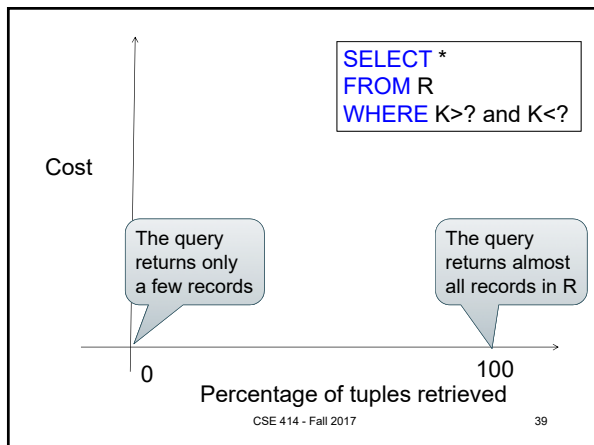 SELECT *
FROM R
WHERE K>? and K<?
Cost
The query
returns only
a few records
The query
returns almost
all records in R
0
100
Percentage of tuples retrieved
CSE 414 - Fall 2017
39